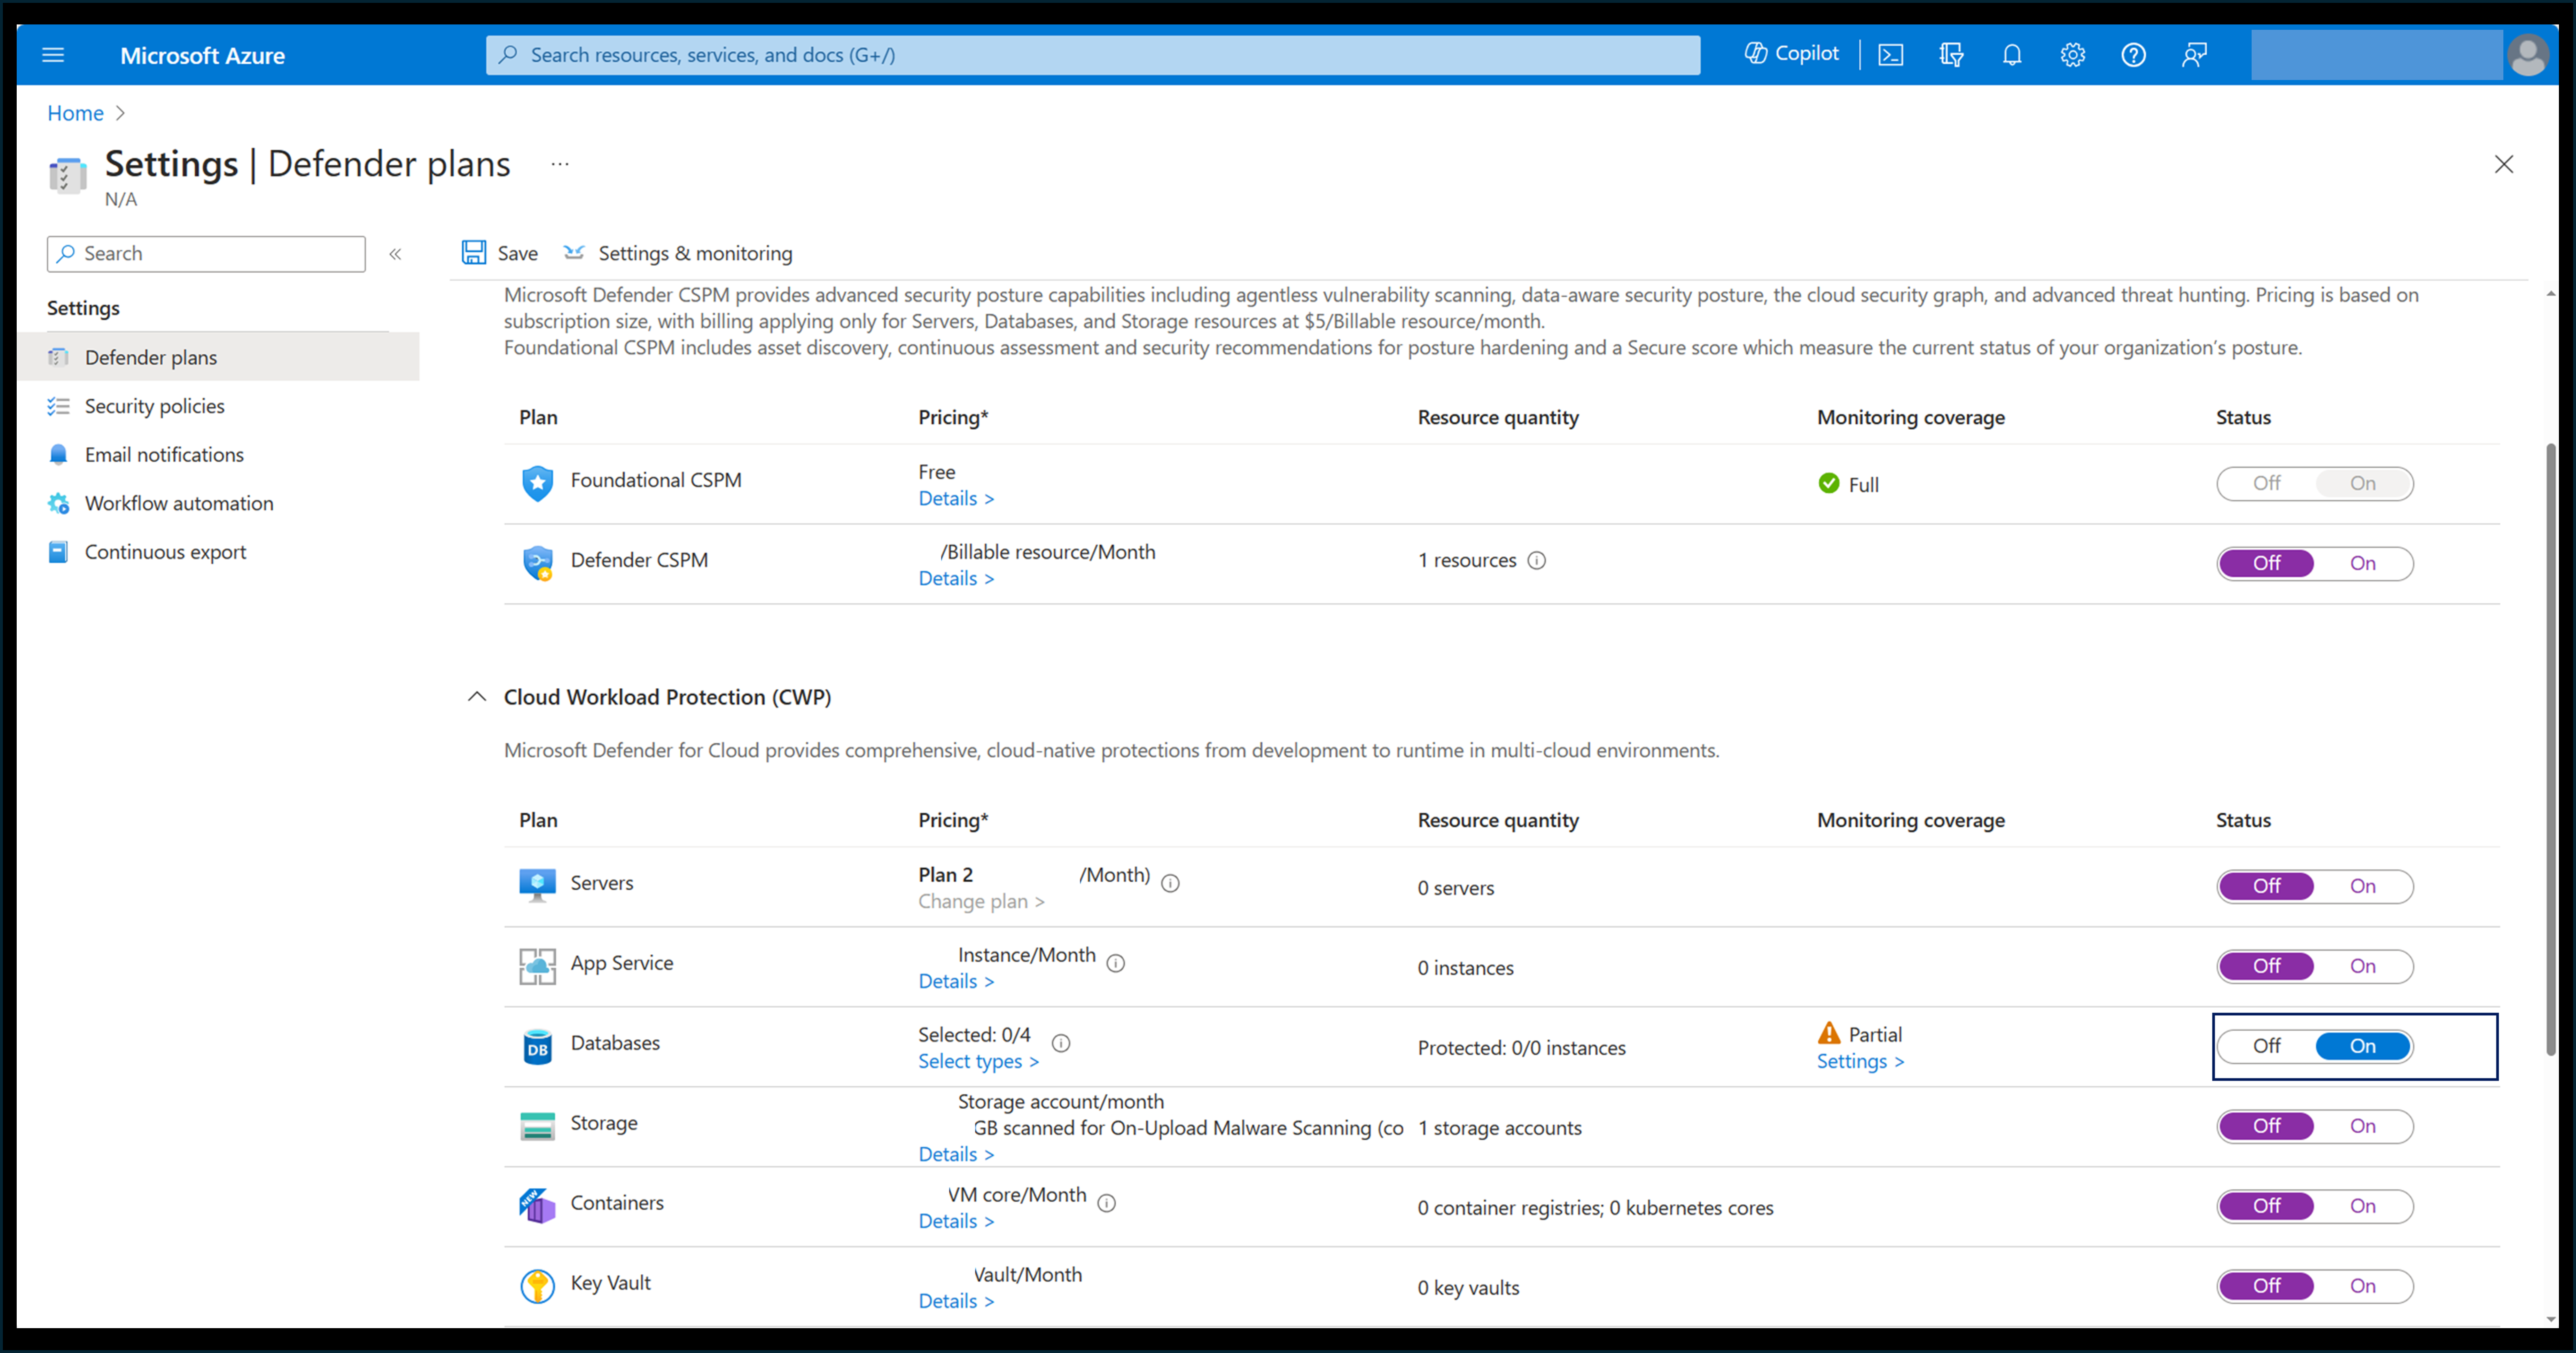 Microsoft Azure
Search resources, services, and docs (G+/)
Copilot
Home >
Settings | Defender plans ...
N/A
Search
«
Save
Settings & monitoring
Settings
Defender plans
Security policies
Email notifications
Workflow automation
Continuous export
Microsoft Defender CSPM provides advanced security posture capabilities including agentless vulnerability scanning, data-aware security posture, the cloud security graph, and advanced threat hunting. Pricing is based on
subscription size, with billing applying only for Servers, Databases, and Storage resources at $5/Billable resource/month.
Foundational CSPM includes asset discovery, continuous assessment and security recommendations for posture hardening and a Secure score which measure the current status of your organization's posture.
Plan Pricing* Resource quantity Monitoring coverage Status
Foundational CSPM Free Full Off On
Details >
Defender CSPM /Billable resource/Month 1 resources Off On
Details >
Cloud Workload Protection (CWP)
Microsoft Defender for Cloud provides comprehensive, cloud-native protections from development to runtime in multi-cloud environments.
Plan Pricing* Resource quantity Monitoring coverage Status
Servers Plan 2 /Month) 0 servers Off On
Change plan >
App Service Instance/Month 0 instances Off On
Details >
DB Databases Selected: 0/4 Protected: 0/0 instances Partial Off On
Select types > Settings >
Storage Storage account/month 1 storage accounts Off On
GB scanned for On-Upload Malware Scanning (co
Details >
NEW Containers VM core/Month 0 container registries; 0 kubernetes cores Off On
Details >
Key Vault Vault/Month 0 key vaults Off On
Details >